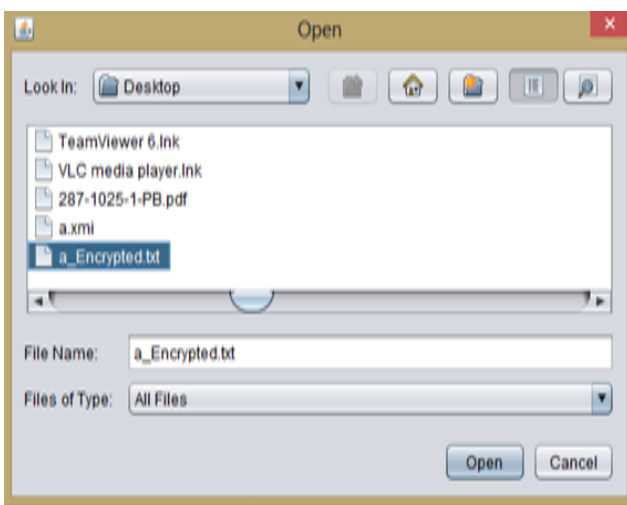 Open
Look In: Desktop
TeamViewer 6.lnk
VLC media player.lnk
287-1025-1-PB.pdf
a.xmi
a_Encrypted.txt
File Name: a_Encrypted.txt
Files of Type: All Files
Open Cancel